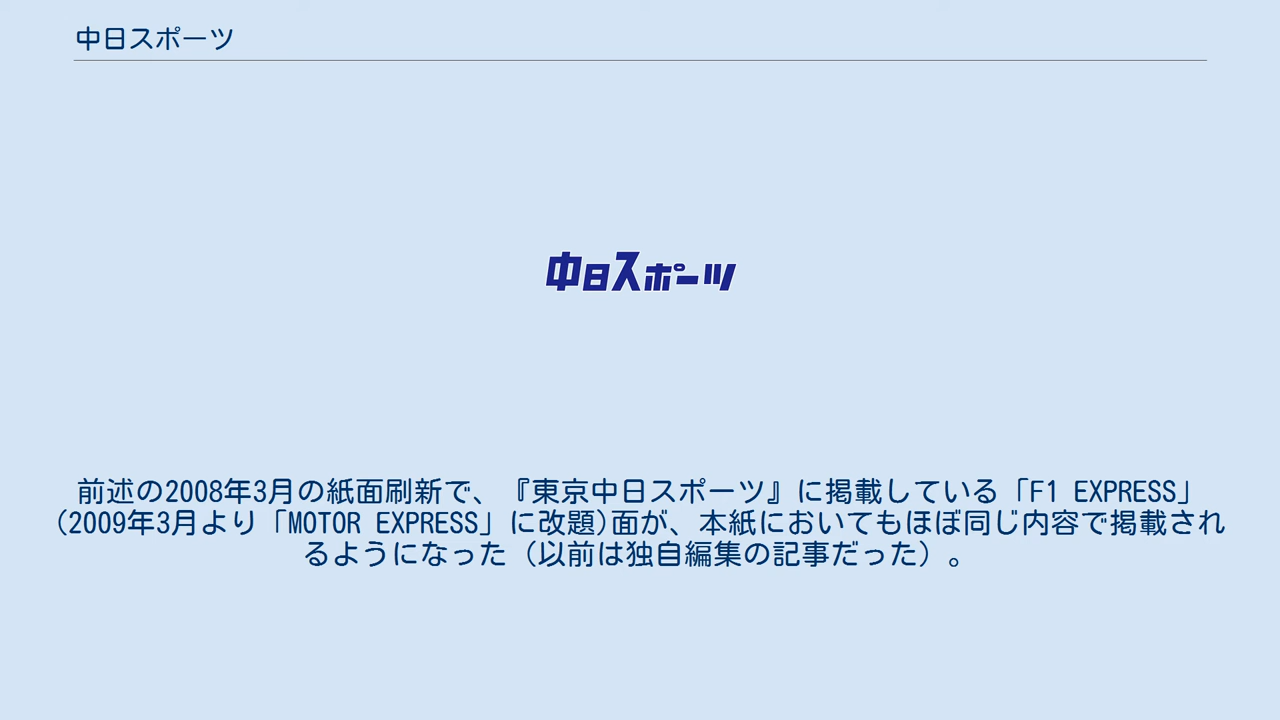 中日スポーツ
中日スポーツ
前述の2008年3月の紙面刷新で、『東京中日スポーツ』に掲載している「F1 EXPRESS」
(2009年3月より「MOTOR EXPRESS」に改題)面が、本紙においてもほぼ同じ内容で掲載され
るようになった（以前は独自編集の記事だった）。